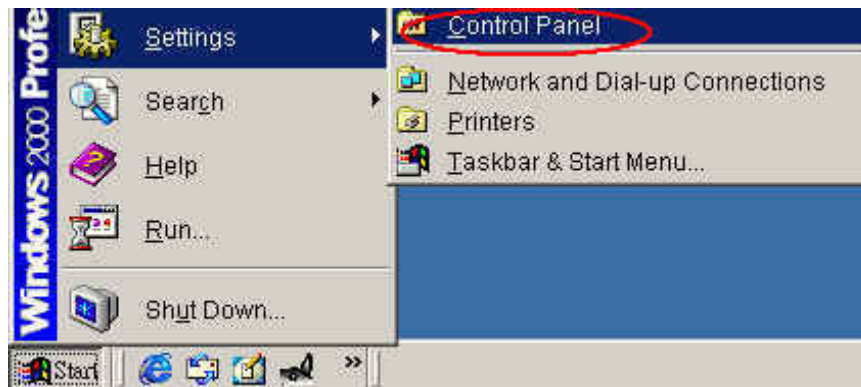 Windows 2000 Profe
Settings
Search
Help
Run...
Shut Down...
Control Panel
Network and Dial-up Connections
Printers
Taskbar & Start Menu...
Start
»